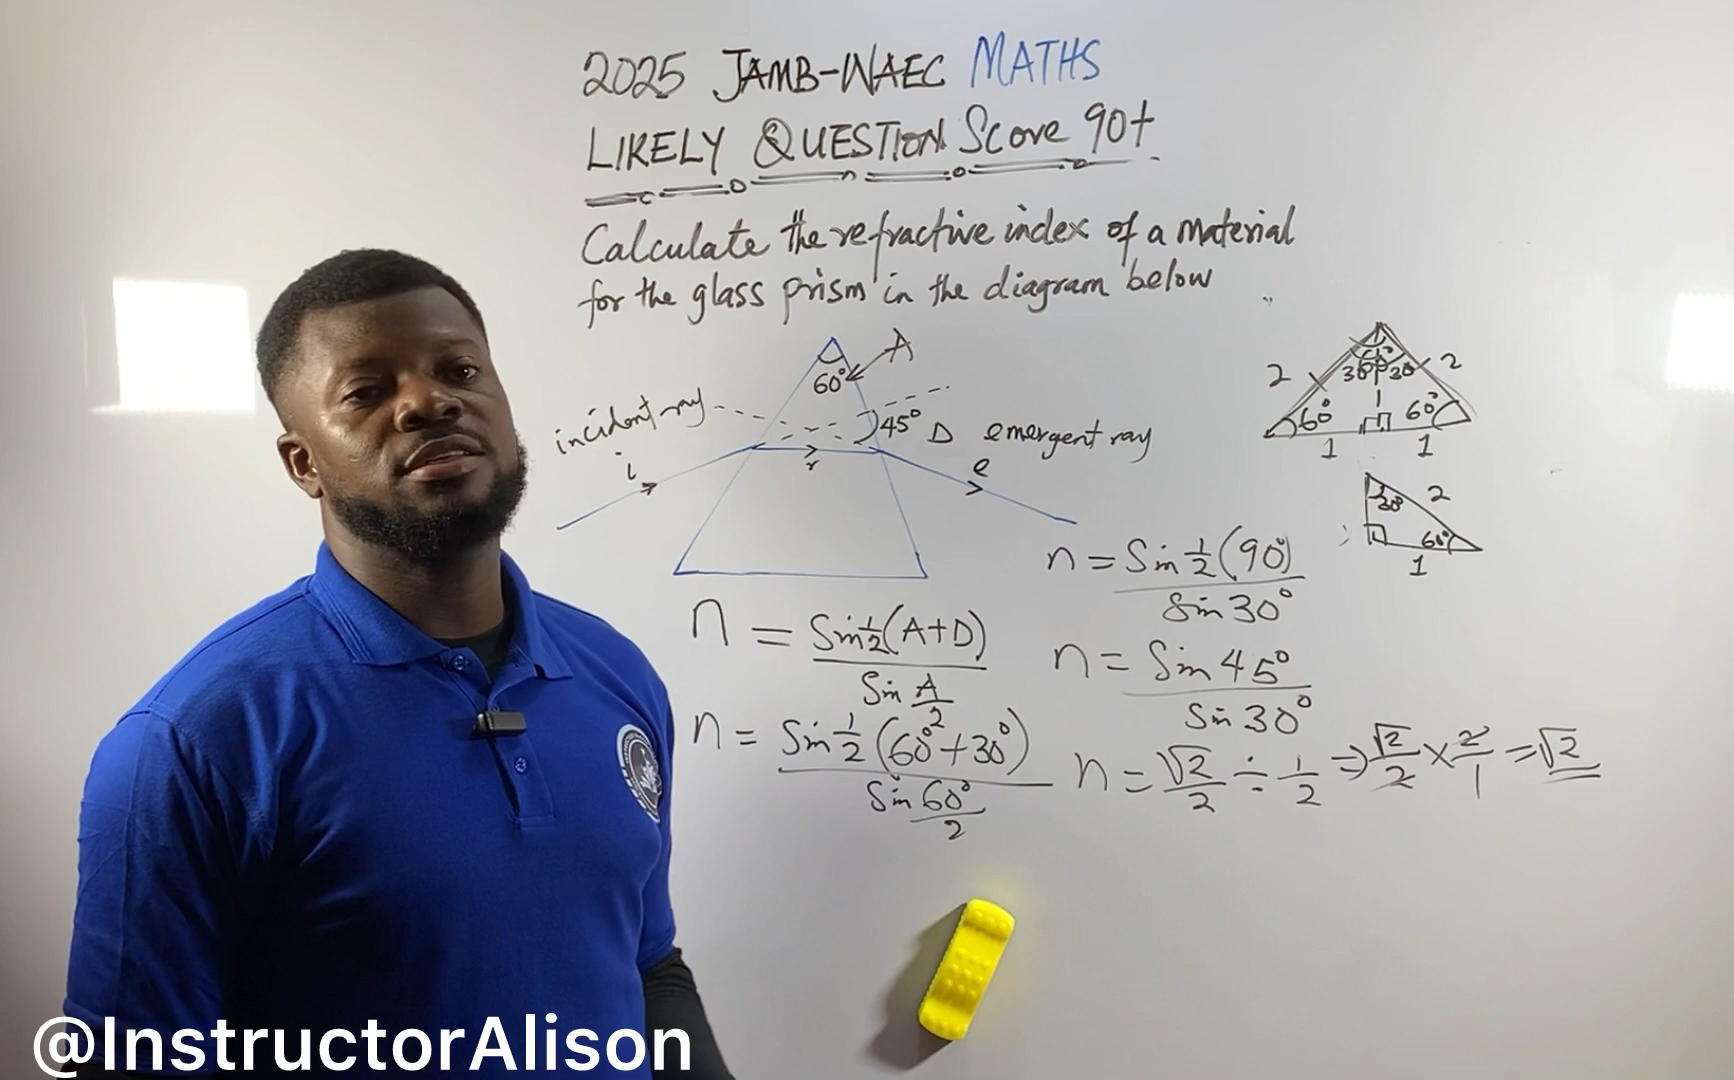 2025 JAMB-WAEC MATHS
LIKELY QUESTION Score 90+
Calculate the refractive index of a material
for the glass prism in the diagram below
A
60°
incident ray
45° D emergent ray
i
r
e
2
2
30° 30°
60°
60°
1
1
30°
2
60°
1
n = Sin ½ (A+D)
Sin A/2
n = Sin ½ (60° + 30°)
Sin 60°/2
n = Sin ½ (90°)
Sin 30°
n = Sin 45°
Sin 30°
n = √2/2 ÷ 1/2 ⇒ √2/2 × 2/1 = √2
@InstructorAlison